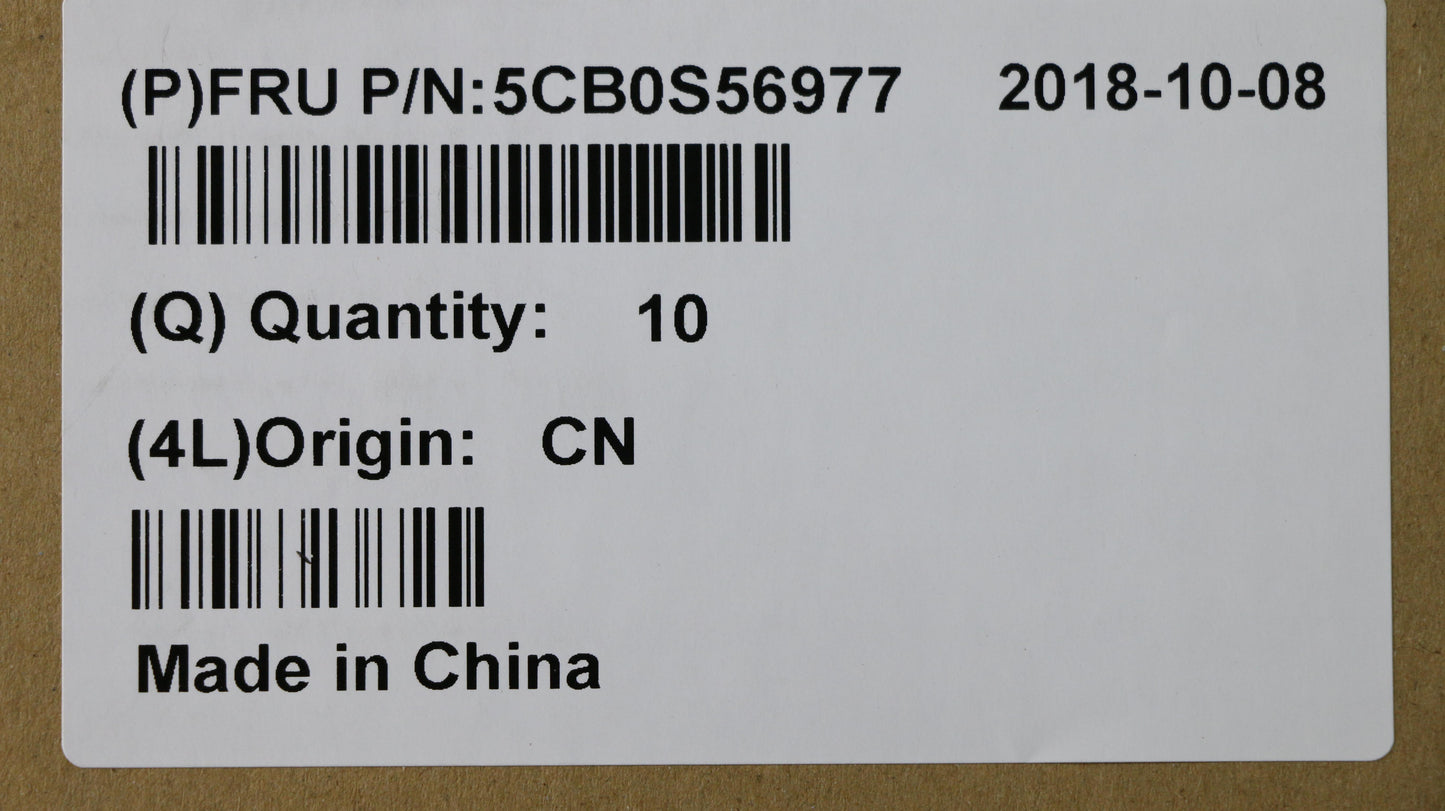 (P)FRU P/N:5CB0S56977 2018-10-08
(Q) Quantity: 10
(4L)Origin: CN
Made in China